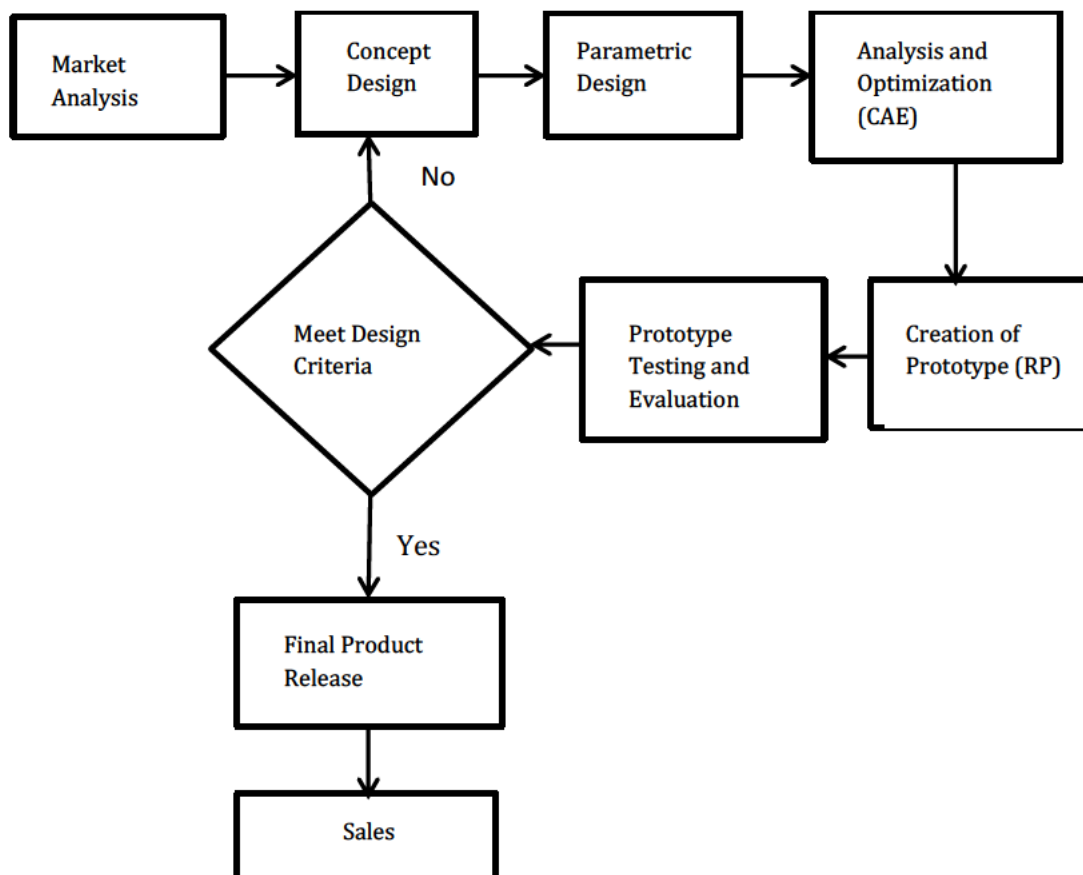 Market
Analysis
Concept
Design
Parametric
Design
Analysis and
Optimization
(CAE)
No
Meet Design
Criteria
Prototype
Testing and
Evaluation
Creation of
Prototype (RP)
Yes
Final Product
Release
Sales